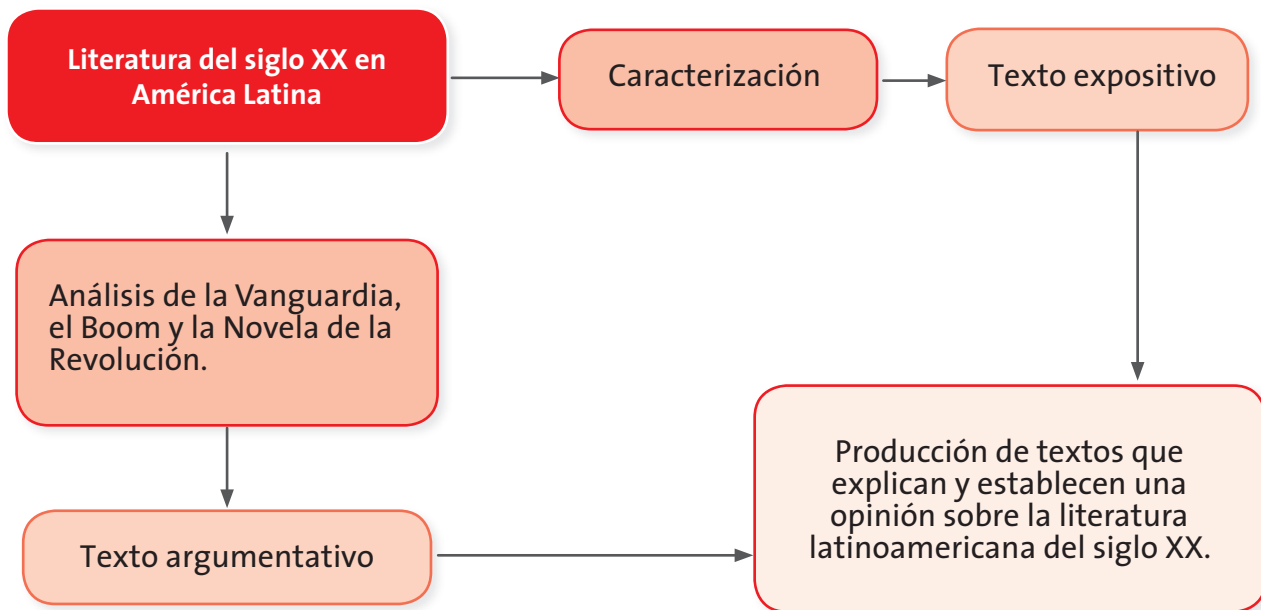 Literatura del siglo XX en
América Latina
Caracterización
Texto expositivo
Análisis de la Vanguardia,
el Boom y la Novela de la
Revolución.
Producción de textos que
explican y establecen una
opinión sobre la literatura
latinoamericana del siglo XX.
Texto argumentativo